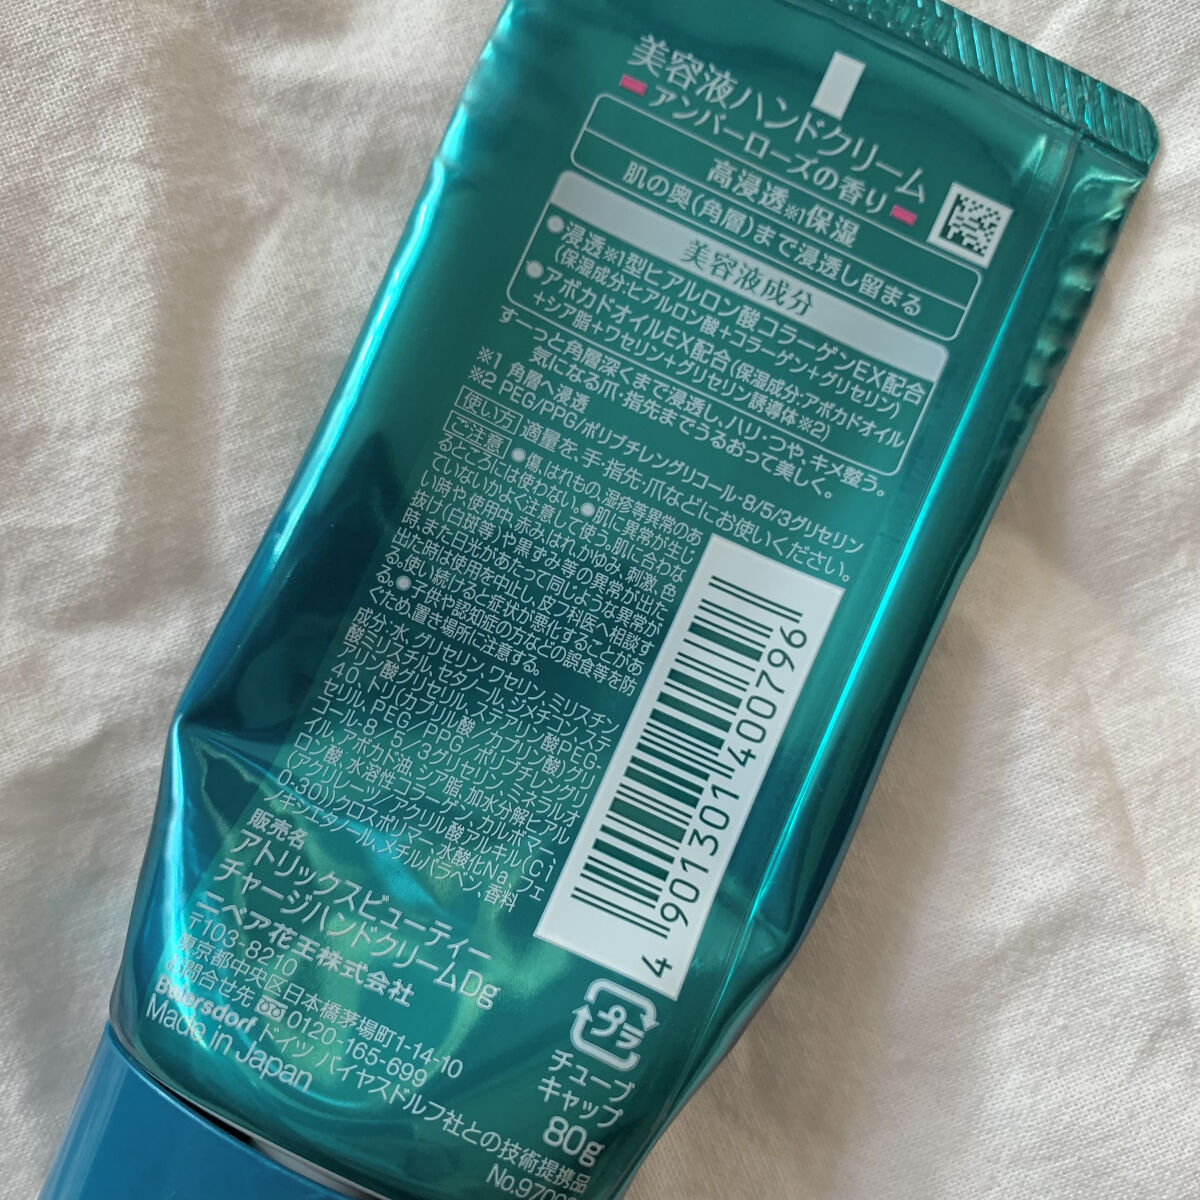 美容液ハンドクリーム
アンバーローズの香り
高浸透※1保湿
肌の奥(角層)まで浸透し留まる
美容液成分
●浸透※1型ヒアルロン酸コラーゲンEX配合
(保湿成分:ヒアルロン酸+コラーゲン+グリセリン)
●アボカドオイルEX配合(保湿成分:アボカドオイル
+シア脂+ワセリン+グリセリン誘導体※2)
すーっと角層深くまで浸透し、ハリ・つや、キメ整う。
気になる爪・指先までうるおって美しく。
※1 角層へ浸透
※2 PEG/PPG/ポリブチレングリコール-8/5/3グリセリン
使い方 適量を、手・指先・爪などにお使いください。
ご注意 ●傷、はれもの、湿疹等異常のあ
るところには使わない。●肌に異常が生じ
ていないかよく注意して使う。肌に合わな
い時や、使用中、赤み、はれ、かゆみ、刺激、色
抜け(白斑等)や黒ずみ等の異常が出た
時、また日光があたって同じような異常が
出た時は使用を中止し、皮フ科医へ相談す
る。使い続けると症状が悪化することがあ
る。●子供や認知症の方などの誤食等を防
ぐため、置き場所に注意する。
成分:水、グリセリン、ワセリン、ミリスチン
酸ミリスチル、セタノール、ジメチコン、ステ
アリン酸グリセリル、ステアリン酸PEG-
40、トリ(カプリル酸/カプリン酸)グリ
セリル、PEG/PPG/ポリブチレングリ
コール-8/5/3グリセリン、ミネラルオ
イル、アボカド油、シア脂、加水分解ヒアル
ロン酸、水溶性コラーゲン、カルボマー、
(アクリレーツ/アクリル酸アルキル(C1
0-30))クロスポリマー、水酸化Na、フェ
ノキシエタノール、メチルパラベン、香料
販売名
アトリックスビューティー
チャージハンドクリームDg
ニベア花王株式会社
〒103-8210
東京都中央区日本橋茅場町1-14-10
お問合せ先 0120-165-699
Beiersdorf ドイツ バイヤスドルフ社との技術提携品
Made in Japan
4 901301 400796
プラ
チューブ
キャップ
80g